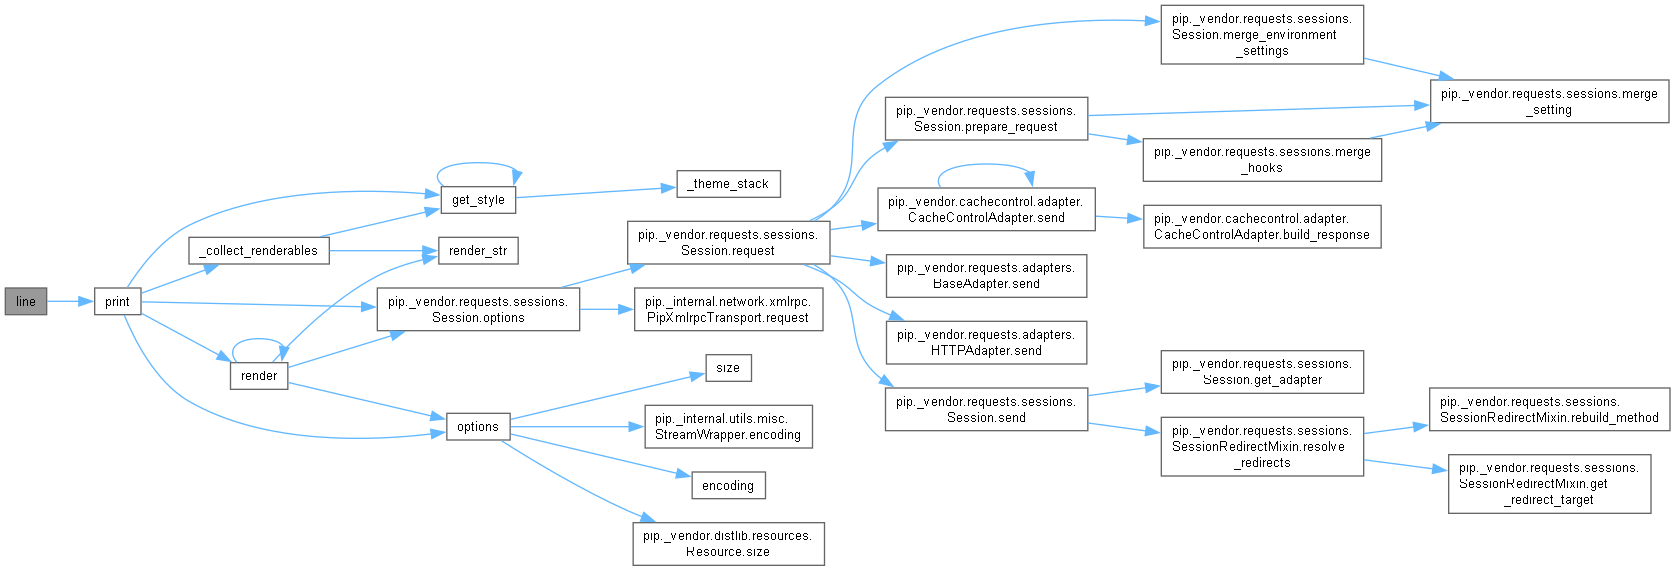 line
print
get_style
_collect_renderables
render_str
pip._vendor.requests.sessions.
Session.options
render
options
_theme_stack
pip._vendor.requests.sessions.
Session.request
pip._internal.network.xmlrpc.
PipXmlrpcTransport.request
size
pip._internal.utils.misc.
StreamWrapper.encoding
encoding
pip._vendor.distlib.resources.
Resource.size
pip._vendor.requests.sessions.
Session.merge_environment
_settings
pip._vendor.requests.sessions.
Session.prepare_request
pip._vendor.requests.sessions.merge
_setting
pip._vendor.requests.sessions.merge
_hooks
pip._vendor.cachecontrol.adapter.
CacheControlAdapter.send
pip._vendor.cachecontrol.adapter.
CacheControlAdapter.build_response
pip._vendor.requests.adapters.
BaseAdapter.send
pip._vendor.requests.adapters.
HTTPAdapter.send
pip._vendor.requests.sessions.
Session.send
pip._vendor.requests.sessions.
Session.get_adapter
pip._vendor.requests.sessions.
SessionRedirectMixin.resolve
_redirects
pip._vendor.requests.sessions.
SessionRedirectMixin.rebuild_method
pip._vendor.requests.sessions.
SessionRedirectMixin.get
_redirect_target